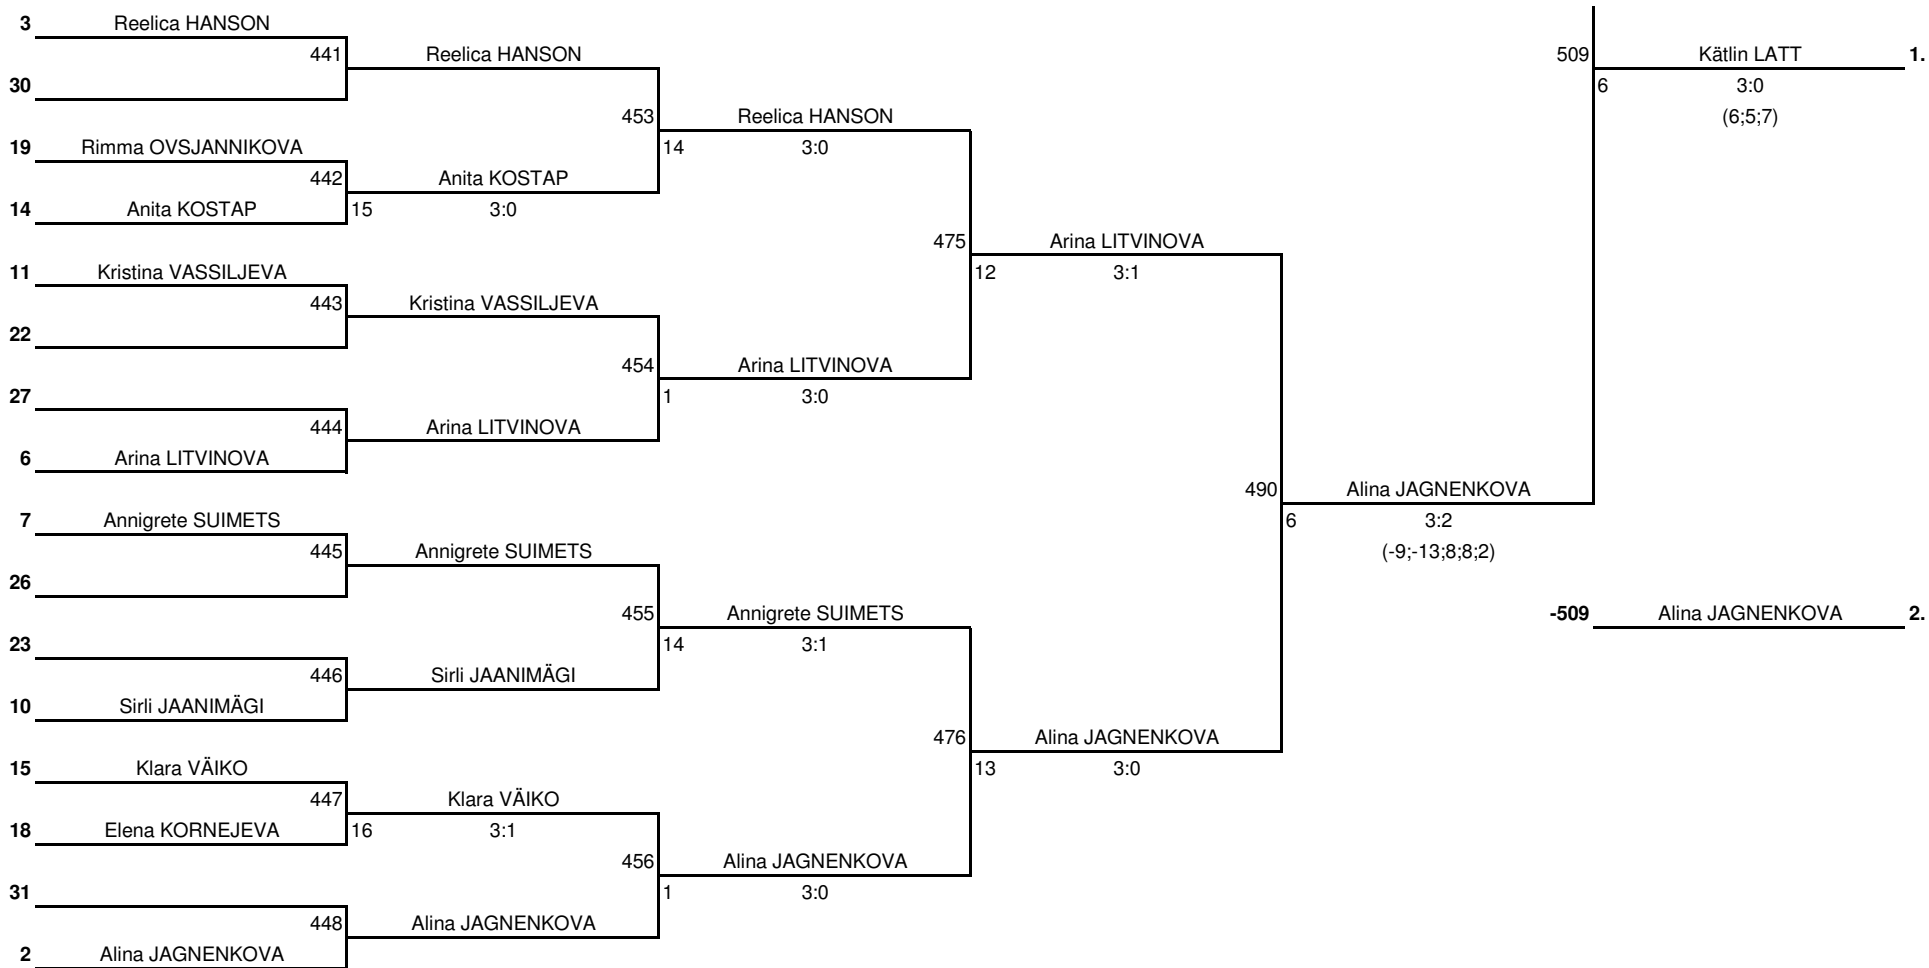 3 Reelica HANSON
441 Reelica HANSON 509 Kätlin LATT 1.
30 6 3:0
453 Reelica HANSON (6;5;7)
19 Rimma OVSJANNIKOVA 14 3:0
442 Anita KOSTAP
14 Anita KOSTAP 15 3:0
475 Arina LITVINOVA
11 Kristina VASSILJEVA 12 3:1
443 Kristina VASSILJEVA
22
454 Arina LITVINOVA
27 1 3:0
444 Arina LITVINOVA
6 Arina LITVINOVA
490 Alina JAGNENKOVA
7 Annigrete SUIMETS 6 3:2
445 Annigrete SUIMETS (-9;-13;8;8;2)
26
455 Annigrete SUIMETS -509 Alina JAGNENKOVA 2.
23 14 3:1
446 Sirli JAANIMÄGI
10 Sirli JAANIMÄGI
476 Alina JAGNENKOVA
15 Klara VÄIKO 13 3:0
447 Klara VÄIKO
18 Elena KORNEJEVA 16 3:1
456 Alina JAGNENKOVA
31 1 3:0
448 Alina JAGNENKOVA
2 Alina JAGNENKOVA